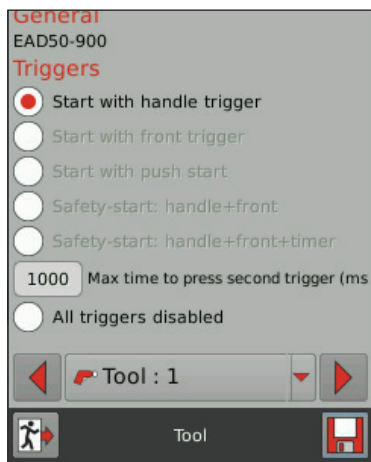 General
EAD50-900
Triggers
Start with handle trigger
Start with front trigger
Start with push start
Safety-start: handle+front
Safety-start: handle+front+timer
1000 Max time to press second trigger (ms
All triggers disabled
Tool : 1
Tool